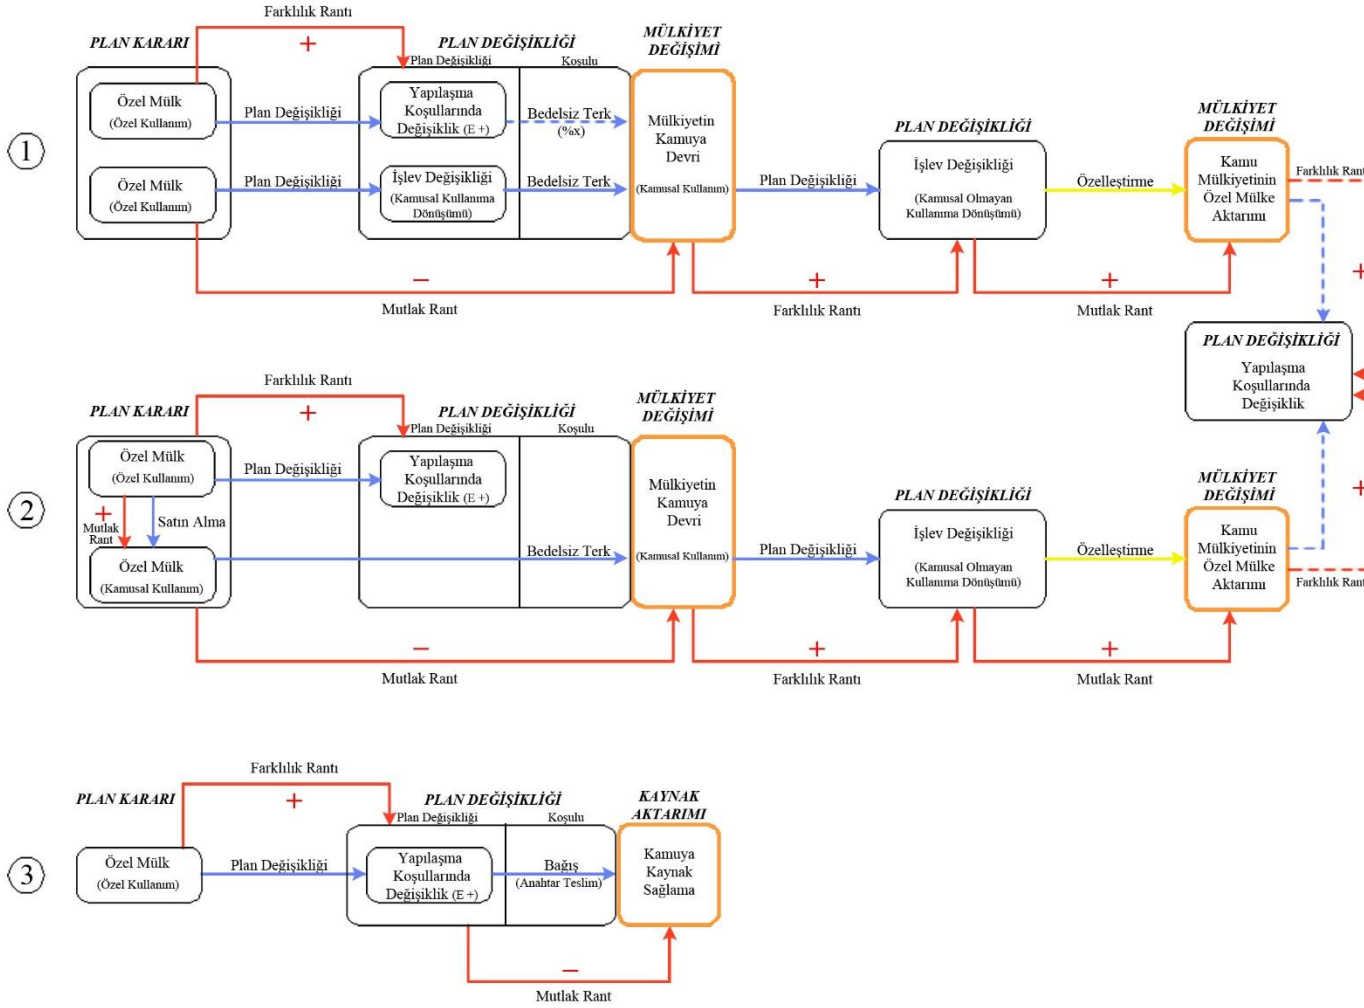 Farklılık Rantı
+
PLAN KARARI
PLAN DEĞİŞİKLİĞİ
MÜLKİYET
DEĞİŞİMİ
Plan Değişikliği
Koşulu
1
Özel Mülk
(Özel Kullanım)
Plan Değişikliği
Yapılaşma
Koşullarında
Değişiklik (E +)
Bedelsiz Terk
(%x)
Özel Mülk
(Özel Kullanım)
Plan Değişikliği
İşlev Değişikliği
(Kamusal Kullanıma
Dönüşümü)
Bedelsiz Terk
Mülkiyetin
Kamuya
Devri
(Kamusal Kullanım)
Plan Değişikliği
PLAN DEĞİŞİKLİĞİ
İşlev Değişikliği
(Kamusal Olmayan
Kullanıma Dönüşümü)
Özelleştirme
MÜLKİYET
DEĞİŞİMİ
Kamu
Mülkiyetinin
Özel Mülke
Aktarımı
Farklılık Rantı
+
−
Mutlak Rant
+
Farklılık Rantı
+
Mutlak Rant
PLAN DEĞİŞİKLİĞİ
Yapılaşma
Koşullarında
Değişiklik
Farklılık Rantı
+
PLAN KARARI
PLAN DEĞİŞİKLİĞİ
MÜLKİYET
DEĞİŞİMİ
Plan Değişikliği
Koşulu
2
Özel Mülk
(Özel Kullanım)
Plan Değişikliği
Yapılaşma
Koşullarında
Değişiklik (E +)
+
Mutlak
Rant
Satın Alma
Özel Mülk
(Kamusal Kullanım)
Bedelsiz Terk
Mülkiyetin
Kamuya
Devri
(Kamusal Kullanım)
Plan Değişikliği
PLAN DEĞİŞİKLİĞİ
İşlev Değişikliği
(Kamusal Olmayan
Kullanıma Dönüşümü)
Özelleştirme
MÜLKİYET
DEĞİŞİMİ
Kamu
Mülkiyetinin
Özel Mülke
Aktarımı
+
Farklılık Rantı
−
Mutlak Rant
+
Farklılık Rantı
+
Mutlak Rant
Farklılık Rantı
+
PLAN KARARI
PLAN DEĞİŞİKLİĞİ
KAYNAK
AKTARIMI
Plan Değişikliği
Koşulu
3
Özel Mülk
(Özel Kullanım)
Plan Değişikliği
Yapılaşma
Koşullarında
Değişiklik (E +)
Bağış
(Anahtar Teslim)
Kamuya
Kaynak
Sağlama
−
Mutlak Rant